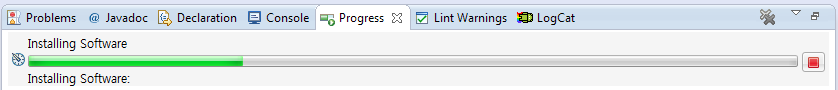 Problems @ Javadoc Declaration Console Progress Lint Warnings LogCat
Installing Software
Installing Software: